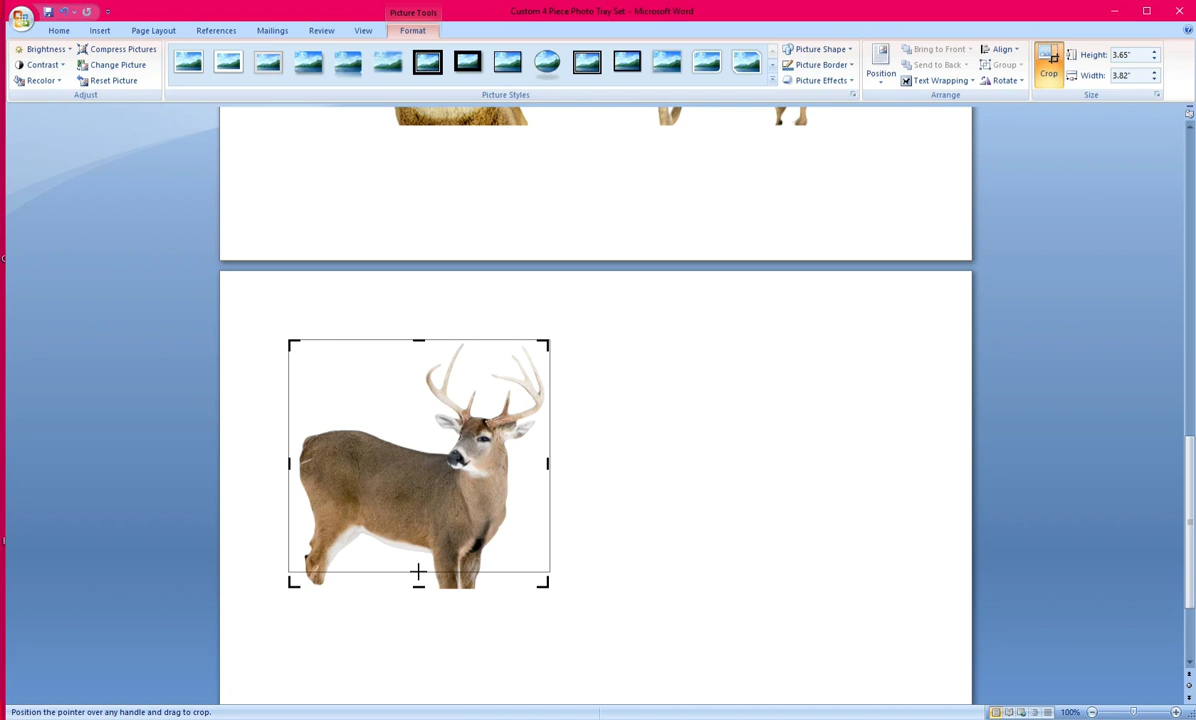 Picture Tools
Custom 4 Piece Photo Tray Set - Microsoft Word
Home Insert Page Layout References Mailings Review View Format
Brightness Compress Pictures
Contrast Change Picture
Recolor Reset Picture
Adjust
Picture Styles
Picture Shape
Picture Border
Picture Effects
Position
Bring to Front Align
Send to Back Group
Text Wrapping Rotate
Arrange
Crop
Height: 3.65"
Width: 3.82"
Size
Position the pointer over any handle and drag to crop.
100%